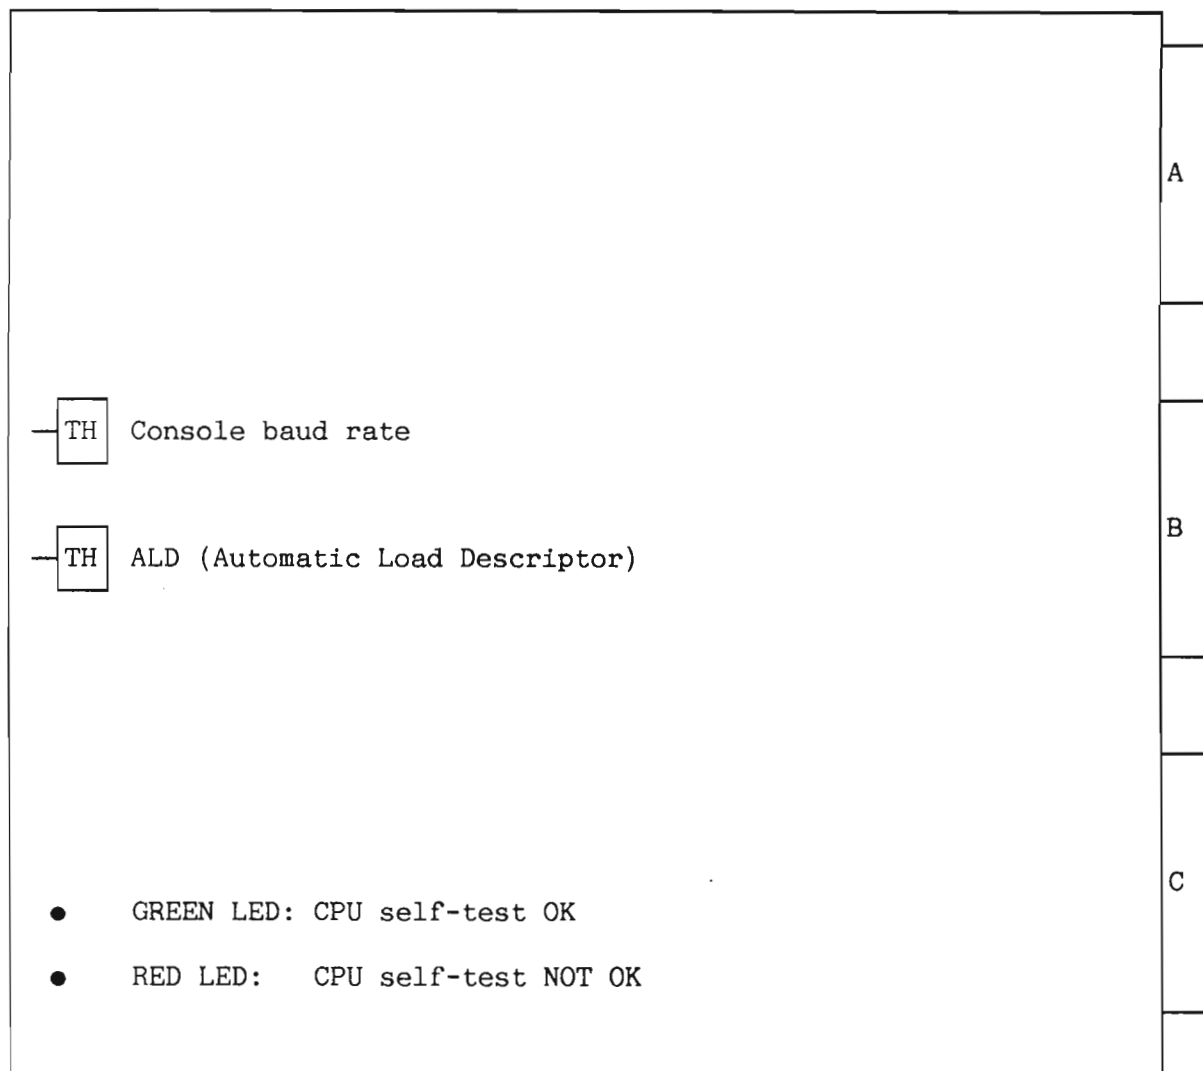 A
TH Console baud rate
B
TH ALD (Automatic Load Descriptor)
C
GREEN LED: CPU self-test OK
RED LED: CPU self-test NOT OK